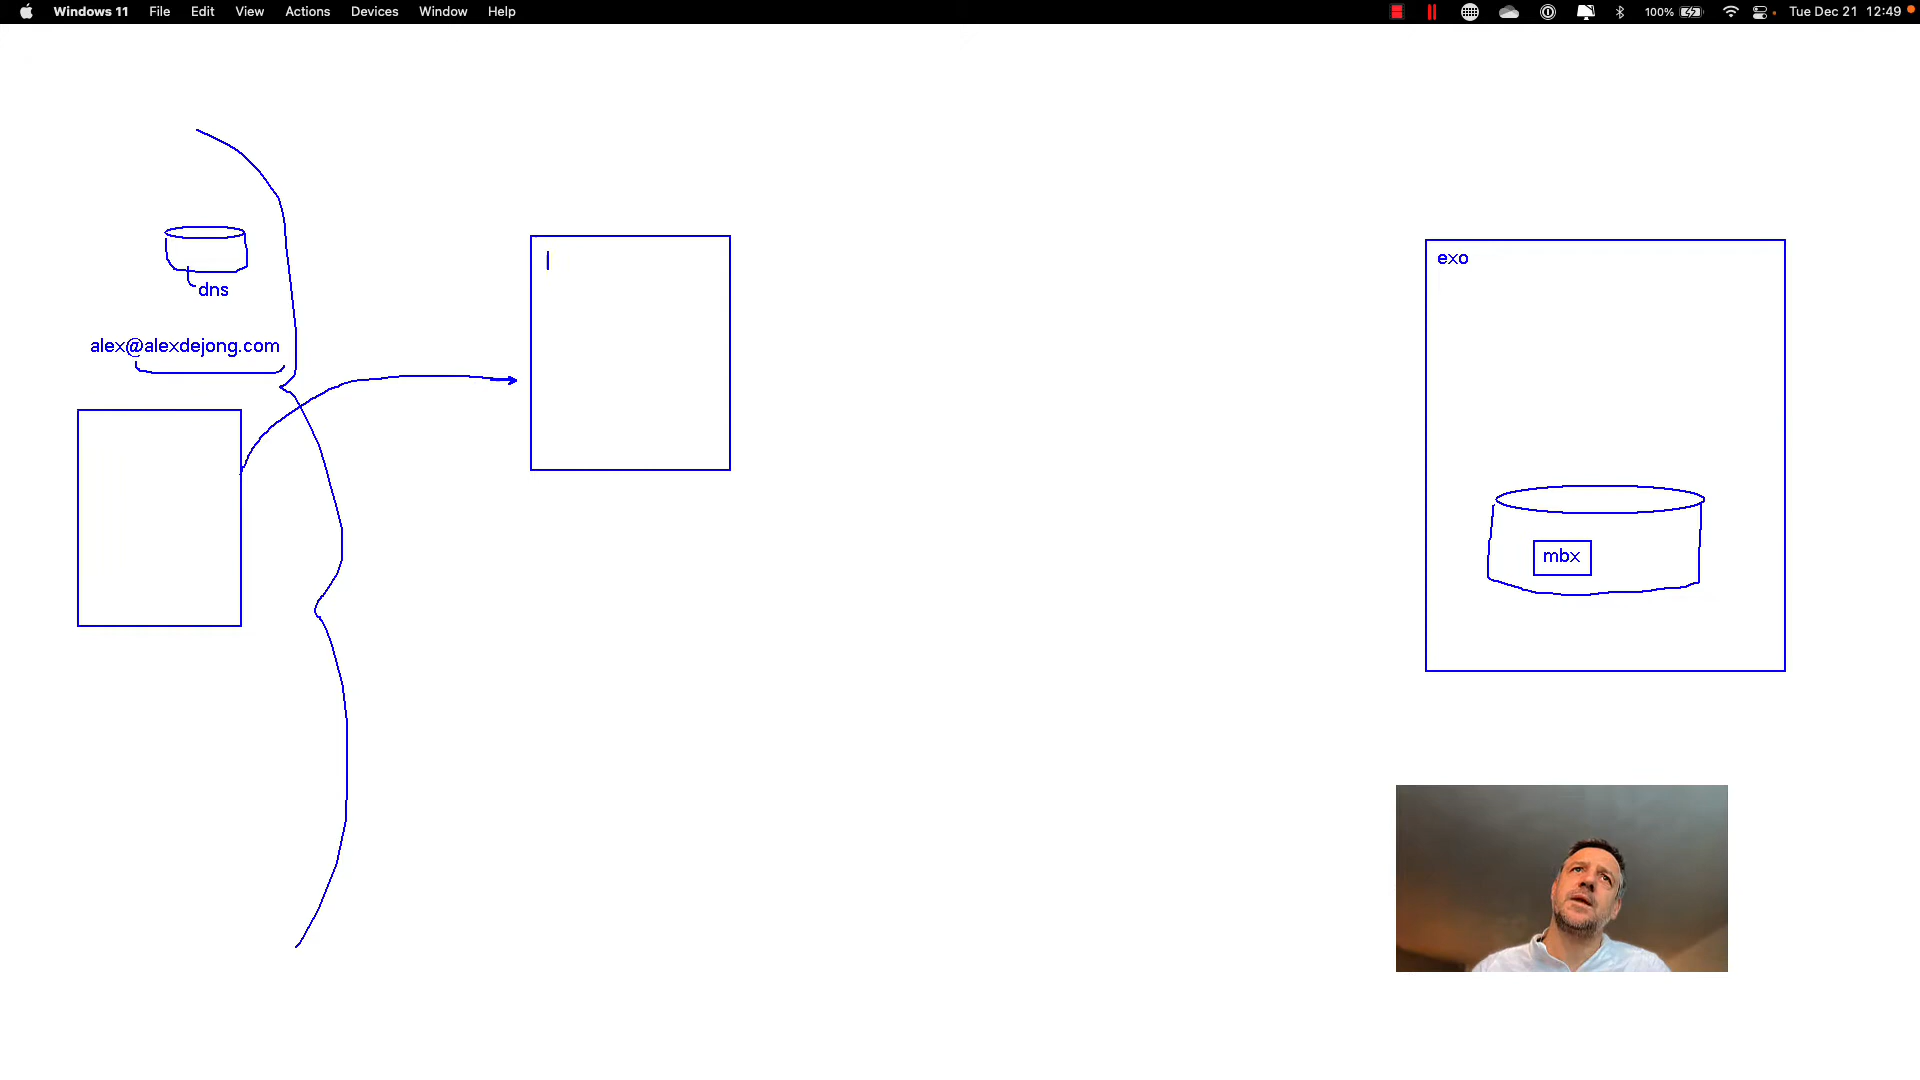 Windows 11 File Edit View Actions Devices Window Help 100% Tue Dec 21 12:49
dns
alex@alexdejong.com
exo
mbx